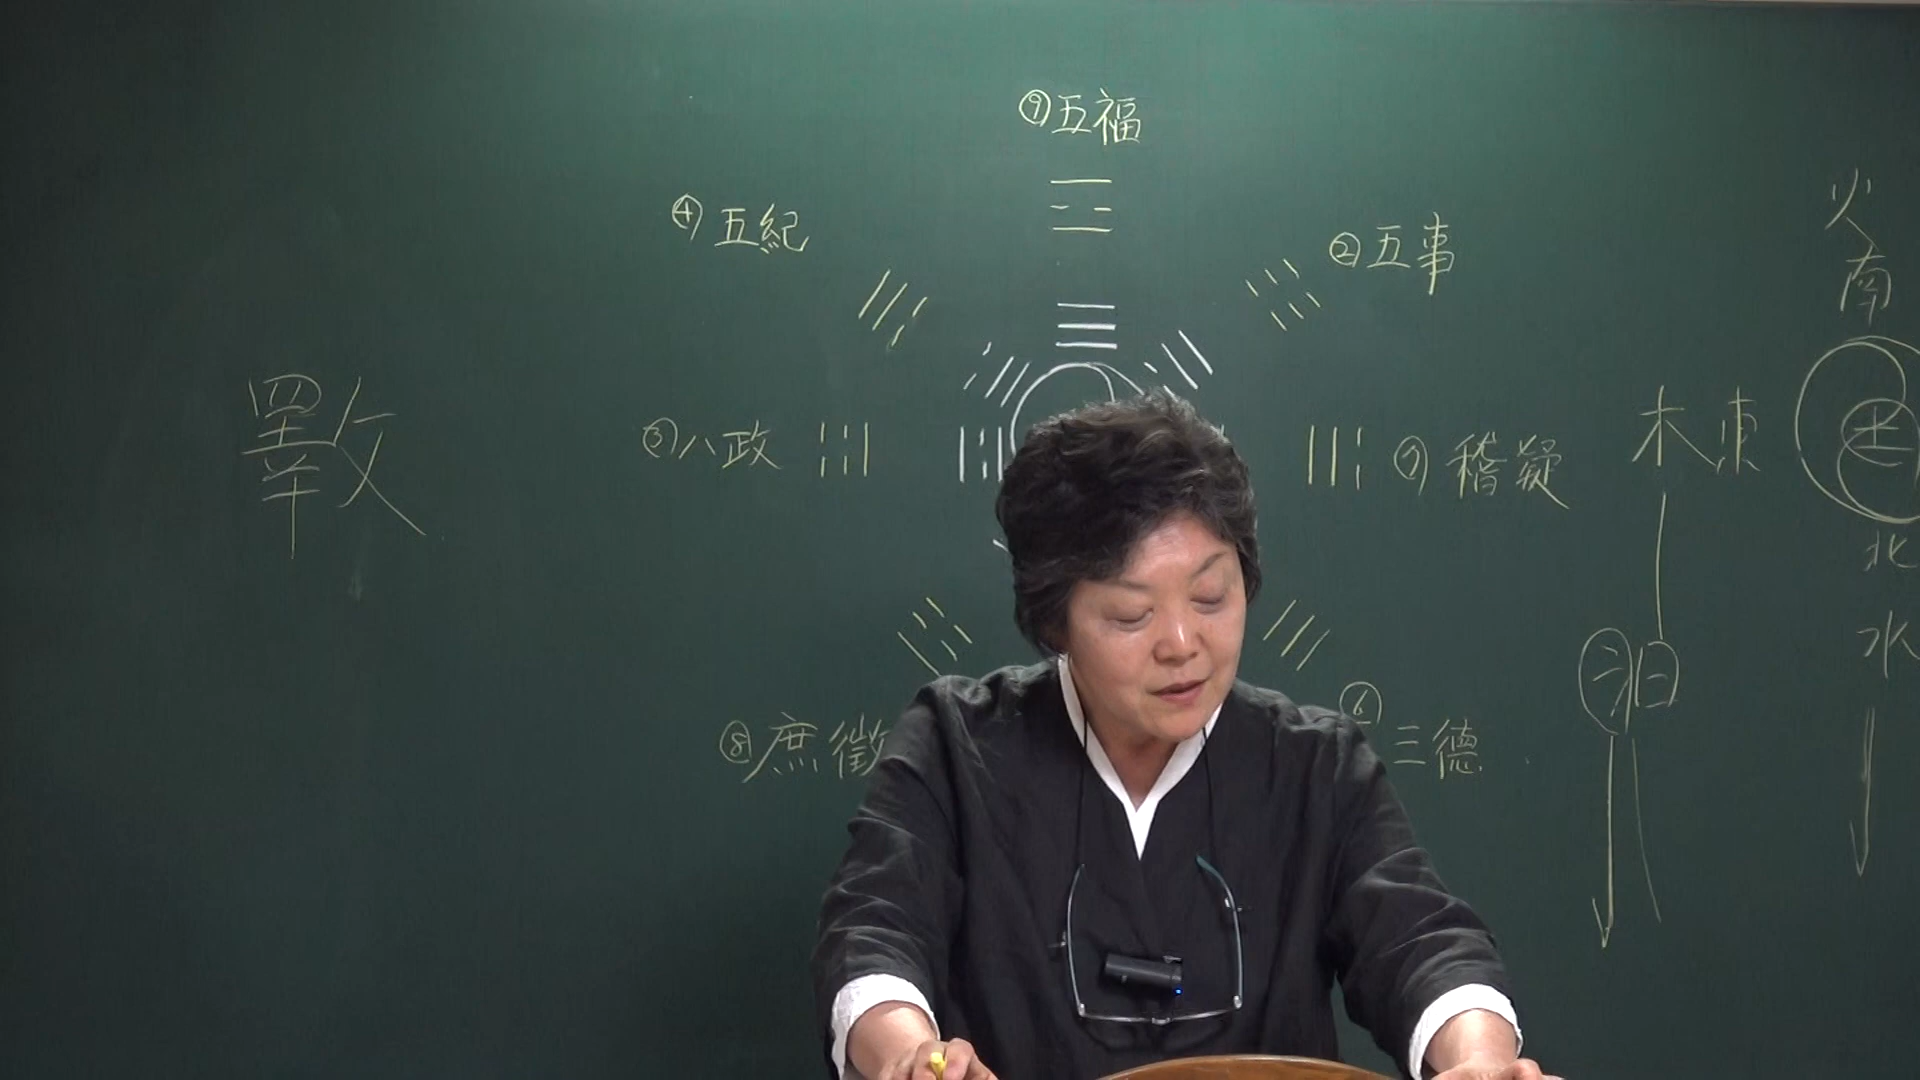 ⑨五福
④五紀
②五事
火
南
斁
③八政
⑦稽疑
木東
土
北
水
⑧庶徵
⑥三德